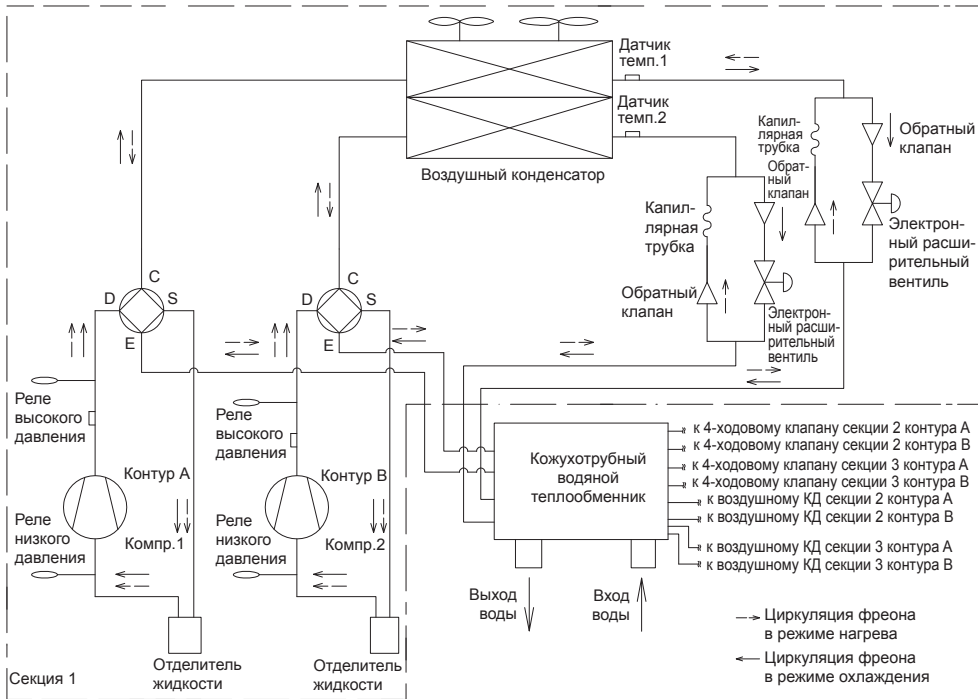 Датчик
темп.1
Датчик
темп.2
Воздушный конденсатор
Капил-
лярная
трубка
Обратный
клапан
Обрат-
ный
клапан
Капил-
лярная
трубка
Электрон-
ный расши-
рительный
вентиль
Обратный
клапан
Электрон-
ный расши-
рительный
вентиль
C
D
S
E
C
D
S
E
Реле
высокого
давления
Реле
высокого
давления
Контур А
Контур В
Реле
низкого
давления
Компр.1
Реле
низкого
давления
Компр.2
Кожухотрубный
водяной
теплообменник
к 4-ходовому клапану секции 2 контура А
к 4-ходовому клапану секции 2 контура В
к 4-ходовому клапану секции 3 контура А
к 4-ходовому клапану секции 3 контура В
к воздушному КД секции 2 контура А
к воздушному КД секции 2 контура В
к воздушному КД секции 3 контура А
к воздушному КД секции 3 контура В
Выход
воды
Вход
воды
Циркуляция фреона
в режиме нагрева
Циркуляция фреона
в режиме охлаждения
Отделитель
жидкости
Отделитель
жидкости
Секция 1